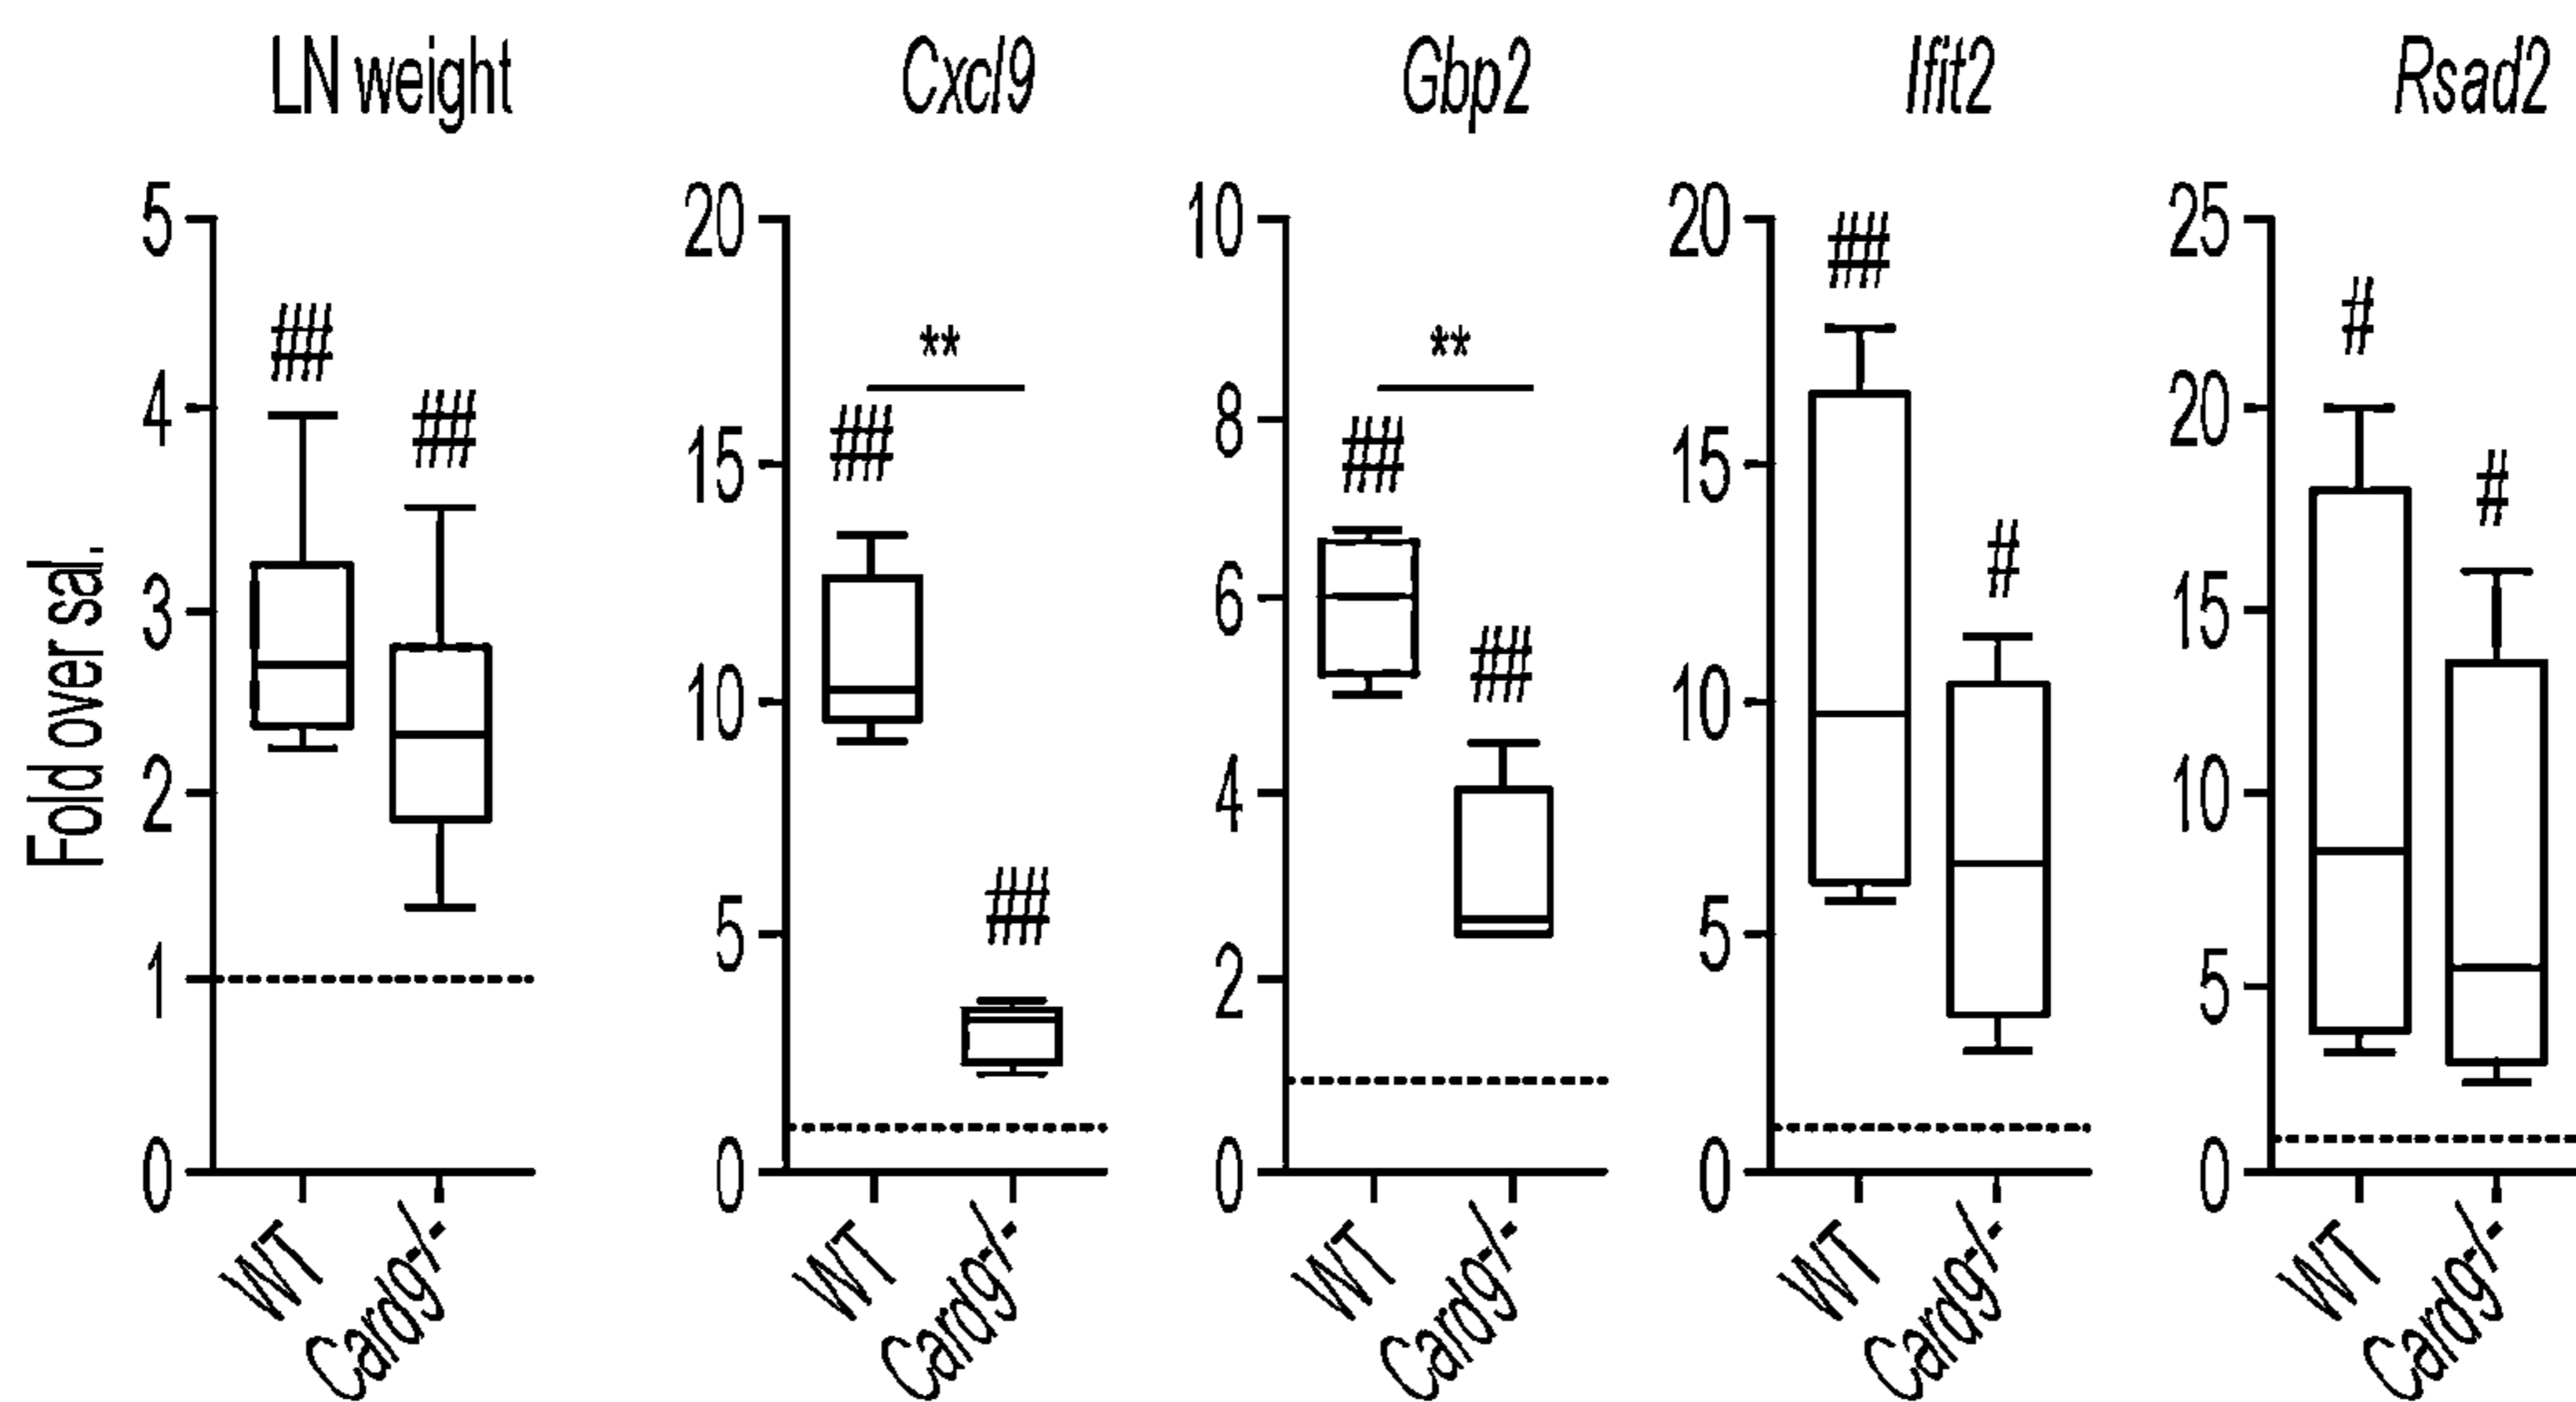 LN weight
Cxcl9
Gbp2
Ifit2
Rsad2
Fold over sal.
5
4
3
2
1
0
##
##
WT
Card9-/-
20
15
10
5
0
**
##
##
WT
Card9-/-
10
8
6
4
2
0
**
##
##
WT
Card9-/-
20
15
10
5
0
##
#
WT
Card9-/-
25
20
15
10
5
0
#
#
WT
Card9-/-